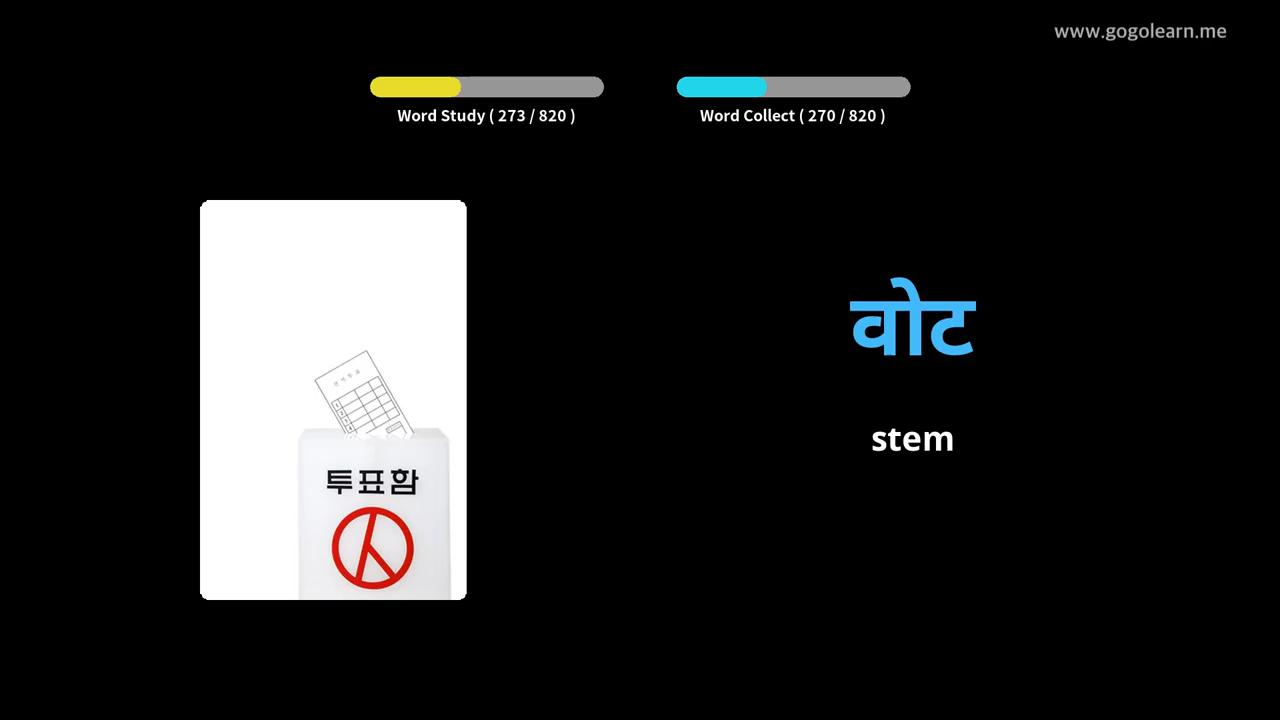 www.gogolearn.me
Word Study ( 273 / 820 )
Word Collect ( 270 / 820 )
वोट
stem
투표함